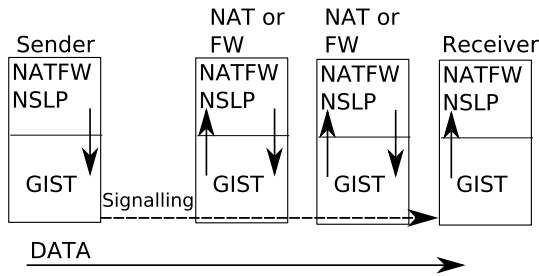 Sender
NATFW
NSLP
GIST
NAT or
FW
NATFW
NSLP
GIST
NAT or
FW
NATFW
NSLP
GIST
Receiver
NATFW
NSLP
GIST
Signalling
DATA